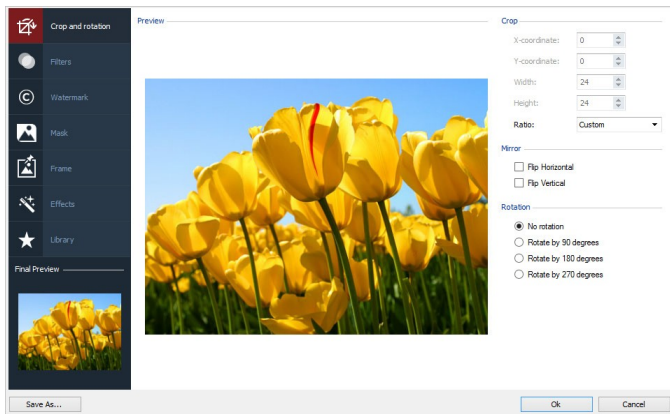 Crop and rotation
Filters
Watermark
Mask
Frame
Effects
Library
Final Preview
Save As...
Preview
Crop
X-coordinate: 0
Y-coordinate: 0
Width: 24
Height: 24
Ratio: Custom
Mirror
Flip Horizontal
Flip Vertical
Rotation
No rotation
Rotate by 90 degrees
Rotate by 180 degrees
Rotate by 270 degrees
Ok
Cancel